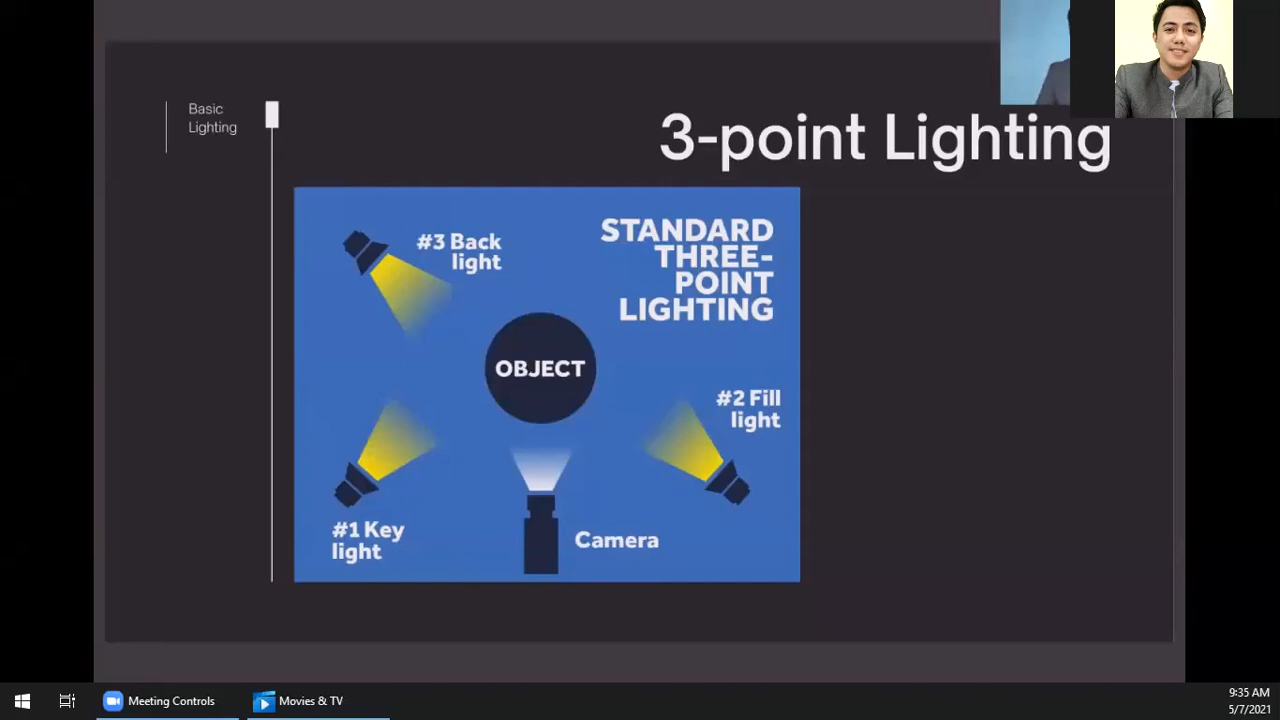 Basic
Lighting
3-point Lighting
#3 Back
light
STANDARD
THREE-
POINT
LIGHTING
OBJECT
#2 Fill
light
#1 Key
light
Camera
Meeting Controls
Movies & TV
9:35 AM
5/7/2021